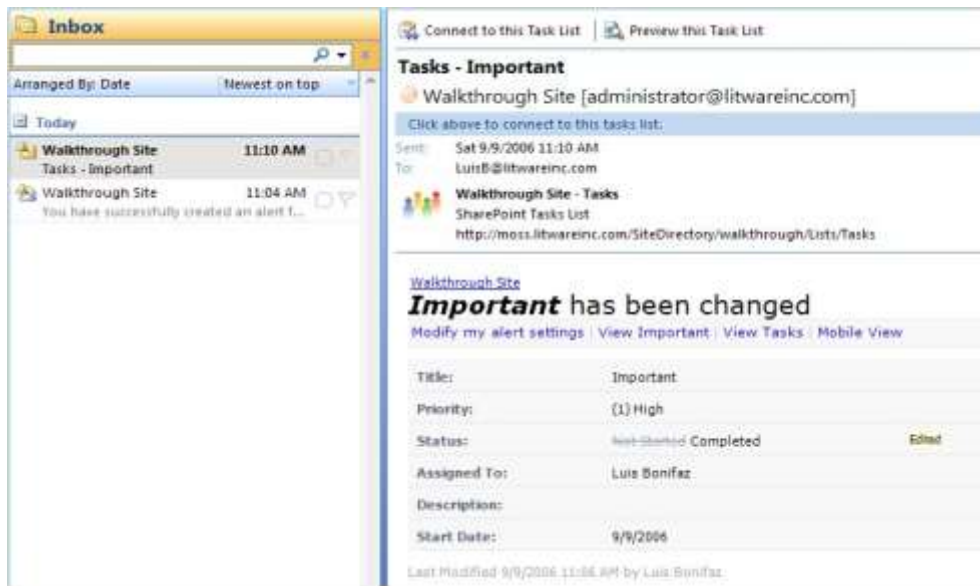 Inbox
Arranged By: Date Newest on top
Today
Walkthrough Site 11:10 AM
Tasks - Important
Walkthrough Site 11:04 AM
You have successfully created an alert f...
Connect to this Task List Preview this Task List
Tasks - Important
Walkthrough Site [administrator@litwareinc.com]
Click above to connect to this tasks list.
Sent: Sat 9/9/2006 11:10 AM
To: LuisB@litwareinc.com
Walkthrough Site - Tasks
SharePoint Tasks List
http://moss.litwareinc.com/SiteDirectory/walkthrough/Lists/Tasks
Walkthrough Site
Important has been changed
Modify my alert settings | View Important | View Tasks | Mobile View
Title: Important
Priority: (1) High
Status: Not Started Completed Edited
Assigned To: Luis Bonifaz
Description:
Start Date: 9/9/2006
Last Modified 9/9/2006 11:06 AM by Luis Bonifaz